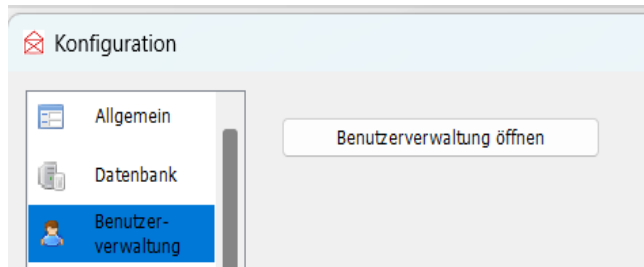 Konfiguration
Allgemein
Benutzerverwaltung öffnen
Datenbank
Benutzer-
verwaltung